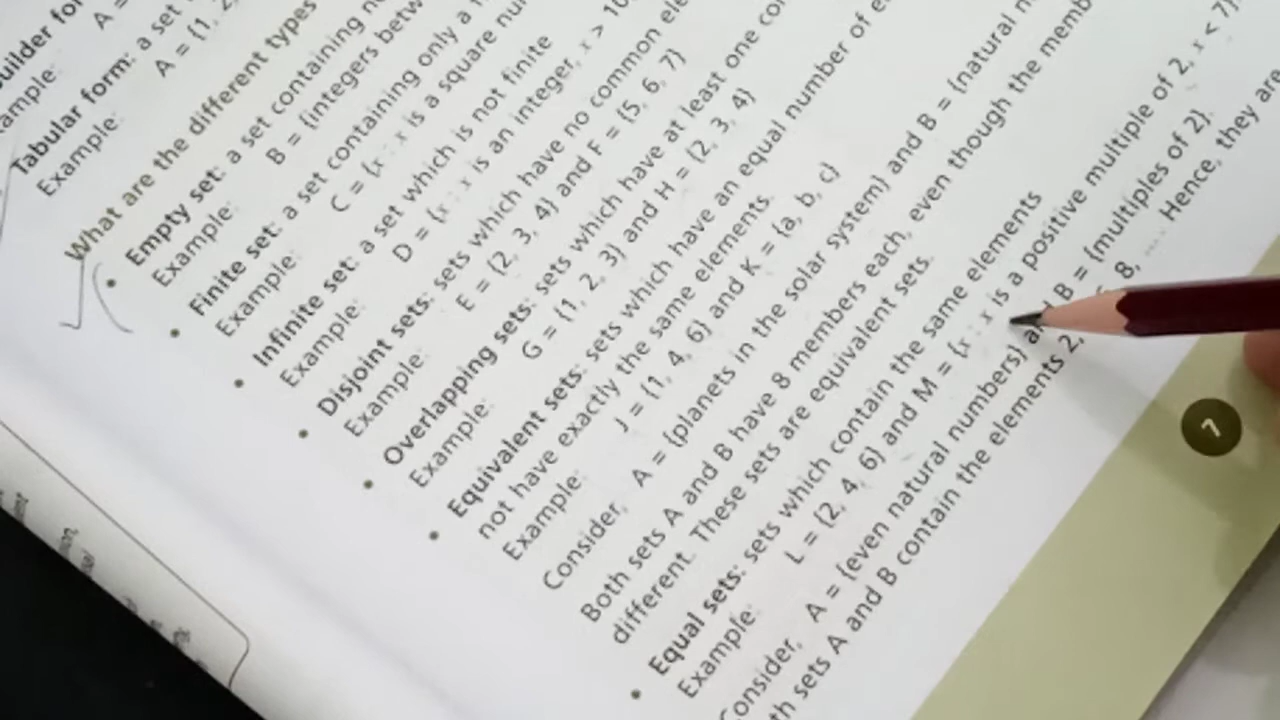 Tabular form: a set
Example:
A = {1, 2,
What are the different types
• Empty set: a set containing
Example:
B = {integers
• Finite set: a set containing only a
Example:
C = {x : x is a square
• Infinite set: a set which is not finite
Example:
D = {x : x is an integer, x > 10
• Disjoint sets: sets which have no common
Example:
E = {2, 3, 4} and F = {5, 6, 7}
• Overlapping sets: sets which have at least one
Example:
G = {1, 2, 3} and H = {2, 3, 4}
• Equivalent sets: sets which have an equal number of
not have exactly the same elements.
Example:
J = {1, 4, 6} and K = {a, b, c}
Consider, A = {planets in the solar system} and B = {natural
Both sets A and B have 8 members each, even though the
different. These sets are equivalent sets.
• Equal sets: sets which contain the same elements
Example:
L = {2, 4, 6} and M = {x : x is a positive multiple of 2, x < 7}
Consider, A = {even natural numbers} B = {multiples of 2}.
sets A and B contain the elements 2, 8, .... Hence, they are
7